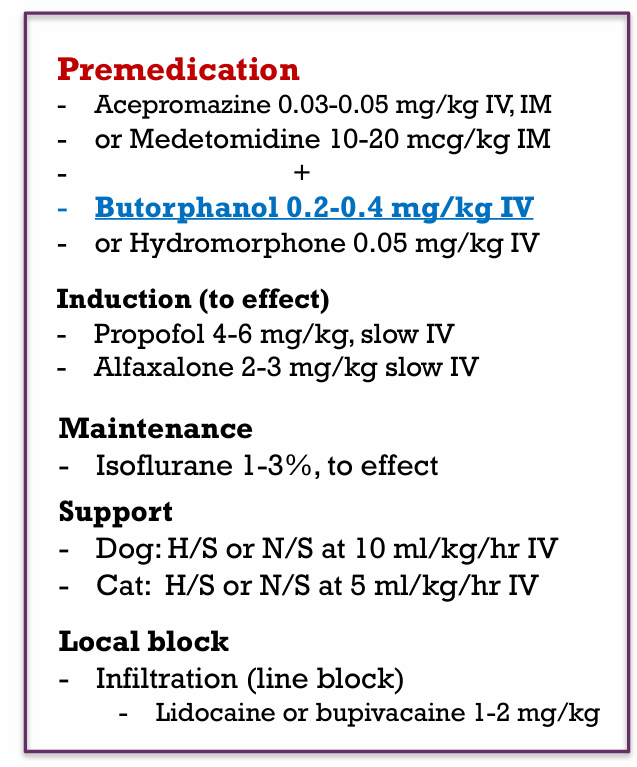 Premedication
- Acepromazine 0.03-0.05 mg/kg IV, IM
- or Medetomidine 10-20 mcg/kg IM
- +
- Butorphanol 0.2-0.4 mg/kg IV
- or Hydromorphone 0.05 mg/kg IV
Induction (to effect)
- Propofol 4-6 mg/kg, slow IV
- Alfaxalone 2-3 mg/kg slow IV
Maintenance
- Isoflurane 1-3%, to effect
Support
- Dog: H/S or N/S at 10 ml/kg/hr IV
- Cat: H/S or N/S at 5 ml/kg/hr IV
Local block
- Infiltration (line block)
- Lidocaine or bupivacaine 1-2 mg/kg